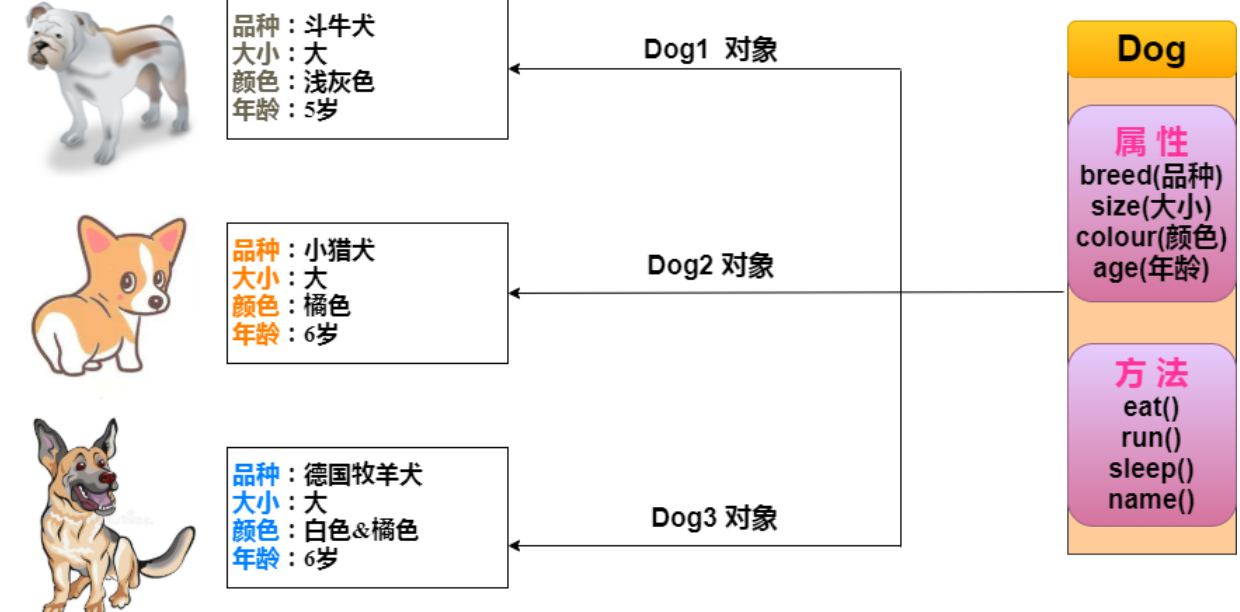 品种：斗牛犬
大小：大
颜色：浅灰色
年龄：5岁
Dog1 对象
品种：小猎犬
大小：大
颜色：橘色
年龄：6岁
Dog2 对象
品种：德国牧羊犬
大小：大
颜色：白色&橘色
年龄：6岁
Dog3 对象
Dog
属 性
breed(品种)
size(大小)
colour(颜色)
age(年龄)
方 法
eat()
run()
sleep()
name()